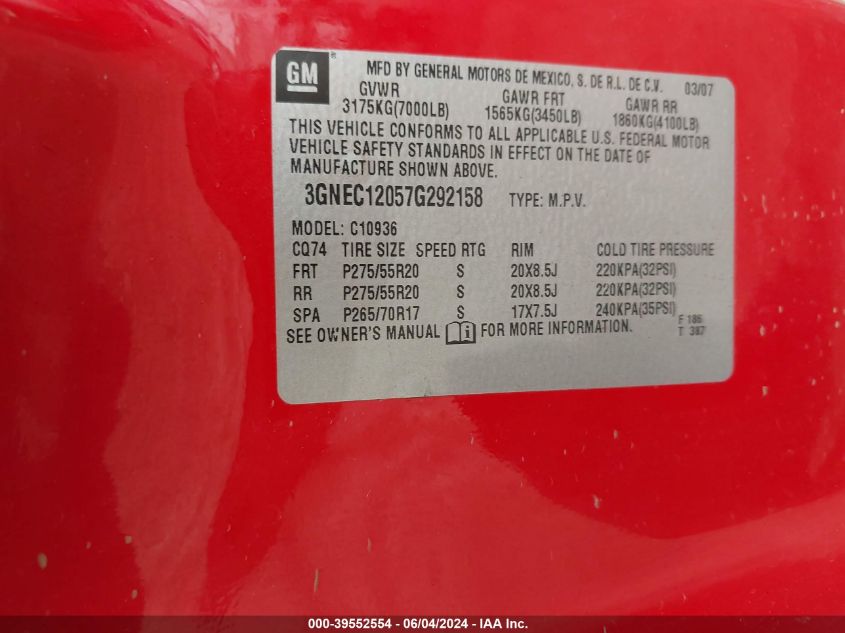 GM ® MFD BY GENERAL MOTORS DE MEXICO, S. DE R.L. DE C.V. 03/07
GVWR GAWR FRT GAWR RR
3175KG(7000LB) 1565KG(3450LB) 1860KG(4100LB)
THIS VEHICLE CONFORMS TO ALL APPLICABLE U.S. FEDERAL MOTOR
VEHICLE SAFETY STANDARDS IN EFFECT ON THE DATE OF
MANUFACTURE SHOWN ABOVE.
3GNEC12057G292158 TYPE: M.P.V.
MODEL: C10936
CQ74 TIRE SIZE SPEED RTG RIM COLD TIRE PRESSURE
FRT P275/55R20 S 20X8.5J 220KPA(32PSI)
RR P275/55R20 S 20X8.5J 220KPA(32PSI)
SPA P265/70R17 S 17X7.5J 240KPA(35PSI)
SEE OWNER'S MANUAL FOR MORE INFORMATION. F 186
T 387
000-39552554 - 06/04/2024 - IAA Inc.